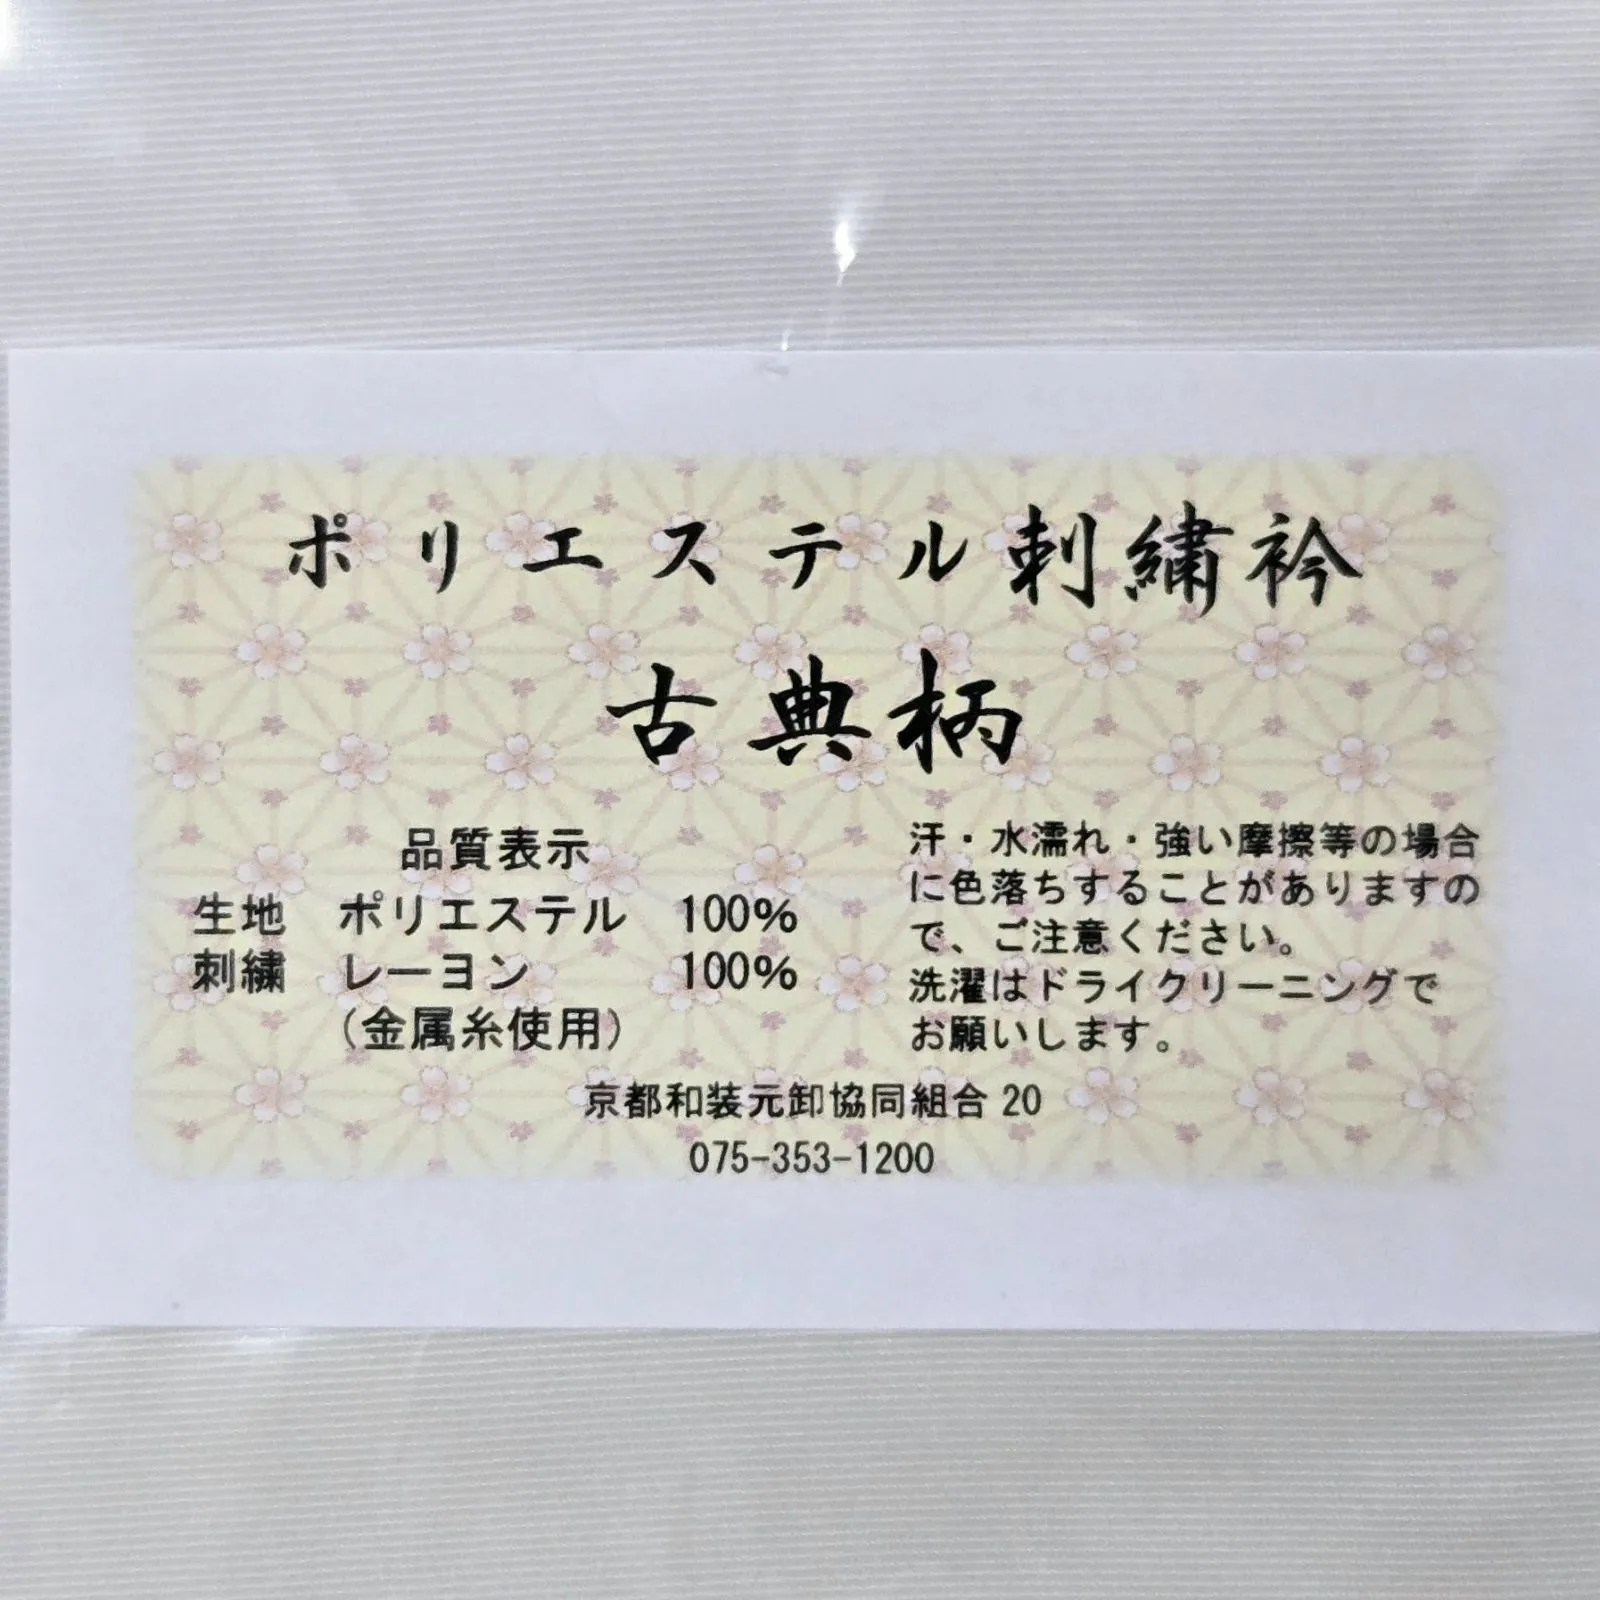 ポリエステル刺繍衿
古典柄
品質表示
生地 ポリエステル 100%
刺繍 レーヨン 100%
(金属糸使用)
汗・水濡れ・強い摩擦等の場合
に色落ちすることがありますの
で、ご注意ください。
洗濯はドライクリーニングで
お願いします。
京都和装元卸協同組合 20
075-353-1200